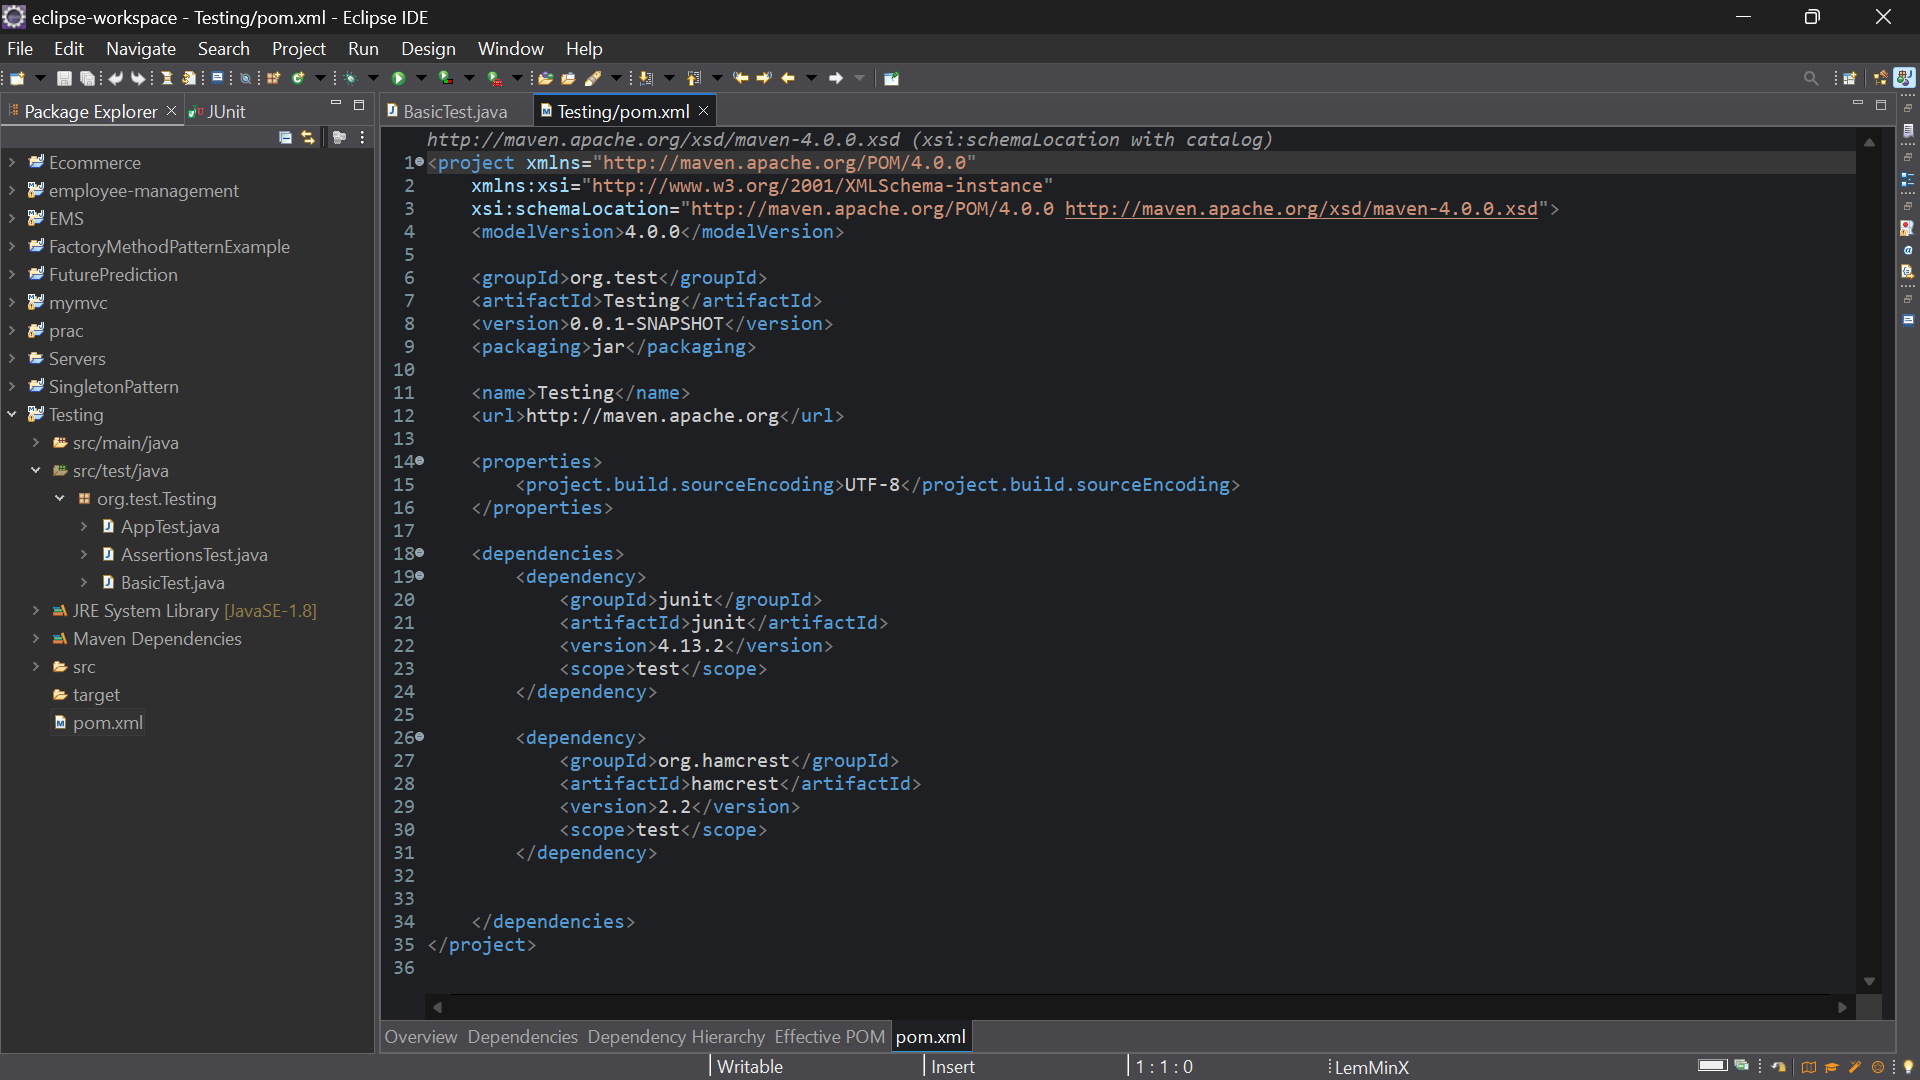 eclipse-workspace - Testing/pom.xml - Eclipse IDE
File Edit Navigate Search Project Run Design Window Help
Package Explorer JUnit
BasicTest.java Testing/pom.xml
Ecommerce
employee-management
EMS
FactoryMethodPatternExample
FuturePrediction
mymvc
prac
Servers
SingletonPattern
Testing
src/main/java
src/test/java
org.test.Testing
AppTest.java
AssertionsTest.java
BasicTest.java
JRE System Library [JavaSE-1.8]
Maven Dependencies
src
target
pom.xml
http://maven.apache.org/xsd/maven-4.0.0.xsd (xsi:schemaLocation with catalog)
1 <project xmlns="http://maven.apache.org/POM/4.0.0"
2 xmlns:xsi="http://www.w3.org/2001/XMLSchema-instance"
3 xsi:schemaLocation="http://maven.apache.org/POM/4.0.0 http://maven.apache.org/xsd/maven-4.0.0.xsd">
4 <modelVersion>4.0.0</modelVersion>
5
6 <groupId>org.test</groupId>
7 <artifactId>Testing</artifactId>
8 <version>0.0.1-SNAPSHOT</version>
9 <packaging>jar</packaging>
10
11 <name>Testing</name>
12 <url>http://maven.apache.org</url>
13
14 <properties>
15 <project.build.sourceEncoding>UTF-8</project.build.sourceEncoding>
16 </properties>
17
18 <dependencies>
19 <dependency>
20 <groupId>junit</groupId>
21 <artifactId>junit</artifactId>
22 <version>4.13.2</version>
23 <scope>test</scope>
24 </dependency>
25
26 <dependency>
27 <groupId>org.hamcrest</groupId>
28 <artifactId>hamcrest</artifactId>
29 <version>2.2</version>
30 <scope>test</scope>
31 </dependency>
32
33
34 </dependencies>
35 </project>
36
Overview Dependencies Dependency Hierarchy Effective POM pom.xml
Writable Insert 1 : 1 : 0 LemMinX